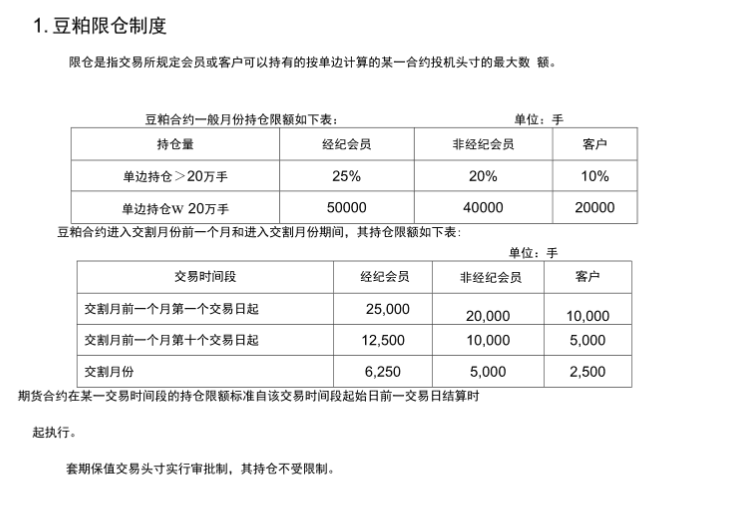 1. 豆粕限仓制度
限仓是指交易所规定会员或客户可以持有的按单边计算的某一合约投机头寸的最大数 额。
豆粕合约一般月份持仓限额如下表： 单位：手
持仓量 经纪会员 非经纪会员 客户
单边持仓＞20万手 25% 20% 10%
单边持仓W 20万手 50000 40000 20000
豆粕合约进入交割月份前一个月和进入交割月份期间，其持仓限额如下表:
单位：手
交易时间段 经纪会员 非经纪会员 客户
交割月前一个月第一个交易日起 25,000 20,000 10,000
交割月前一个月第十个交易日起 12,500 10,000 5,000
交割月份 6,250 5,000 2,500
期货合约在某一交易时间段的持仓限额标准自该交易时间段起始日前一交易日结算时
起执行。
套期保值交易头寸实行审批制，其持仓不受限制。